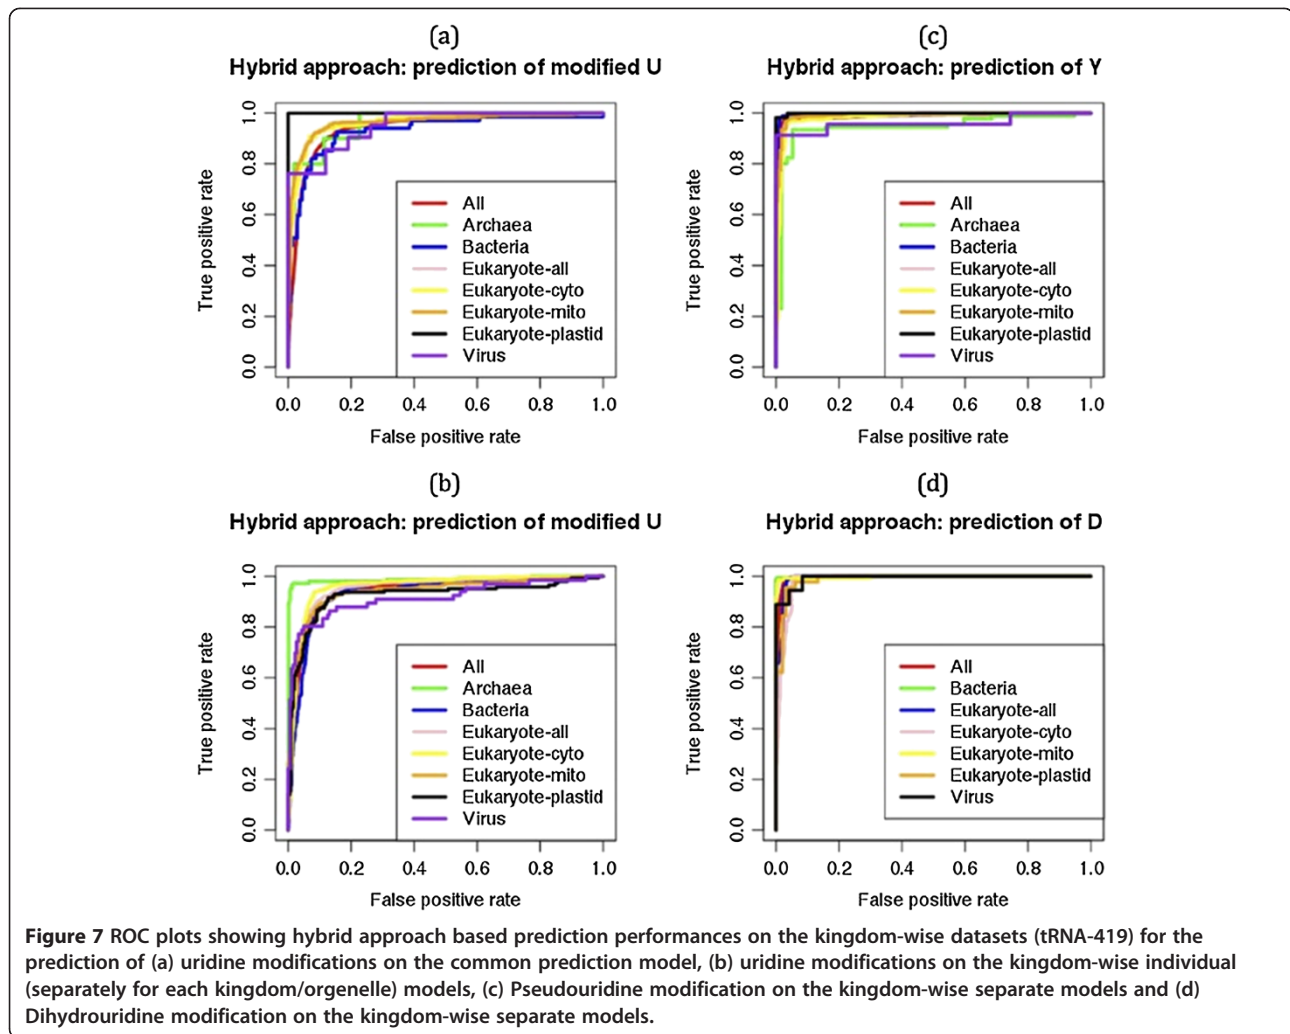 (a)
Hybrid approach: prediction of modified U
True positive rate
1.0
0.8
0.6
0.4
0.2
0.0
All
Archaea
Bacteria
Eukaryote-all
Eukaryote-cyto
Eukaryote-mito
Eukaryote-plastid
Virus
0.0 0.2 0.4 0.6 0.8 1.0
False positive rate
(c)
Hybrid approach: prediction of Y
True positive rate
1.0
0.8
0.6
0.4
0.2
0.0
All
Archaea
Bacteria
Eukaryote-all
Eukaryote-cyto
Eukaryote-mito
Eukaryote-plastid
Virus
0.0 0.2 0.4 0.6 0.8 1.0
False positive rate
(b)
Hybrid approach: prediction of modified U
True positive rate
1.0
0.8
0.6
0.4
0.2
0.0
All
Archaea
Bacteria
Eukaryote-all
Eukaryote-cyto
Eukaryote-mito
Eukaryote-plastid
Virus
0.0 0.2 0.4 0.6 0.8 1.0
False positive rate
(d)
Hybrid approach: prediction of D
True positive rate
1.0
0.8
0.6
0.4
0.2
0.0
All
Bacteria
Eukaryote-all
Eukaryote-cyto
Eukaryote-mito
Eukaryote-plastid
Virus
0.0 0.2 0.4 0.6 0.8 1.0
False positive rate
Figure 7 ROC plots showing hybrid approach based prediction performances on the kingdom-wise datasets (tRNA-419) for the
prediction of (a) uridine modifications on the common prediction model, (b) uridine modifications on the kingdom-wise individual
(separately for each kingdom/orgenelle) models, (c) Pseudouridine modification on the kingdom-wise separate models and (d)
Dihydrouridine modification on the kingdom-wise separate models.